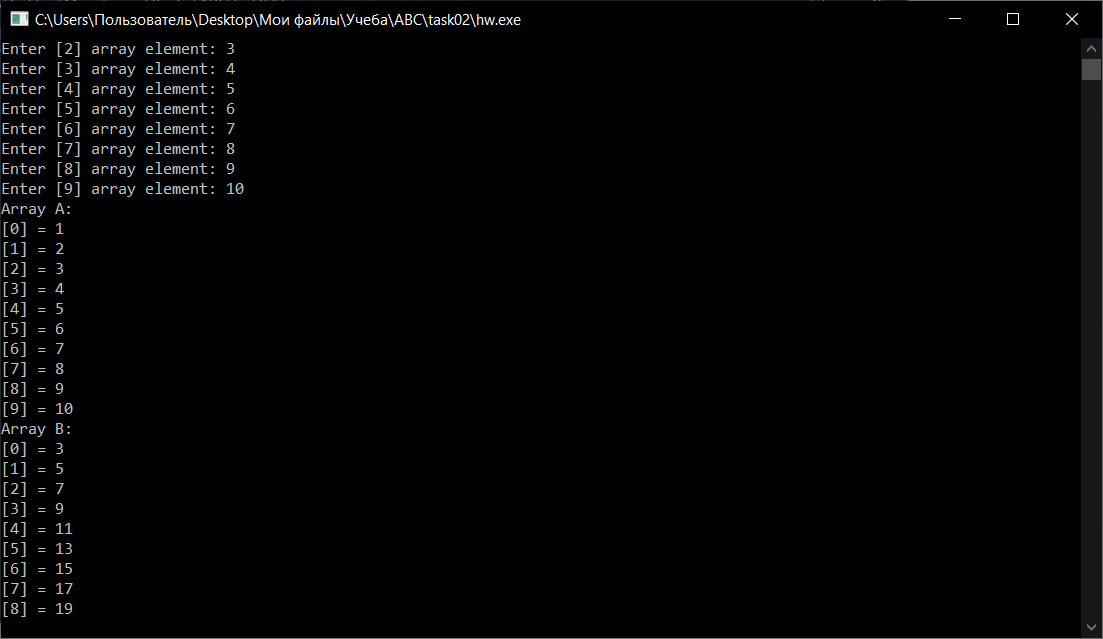 C:\Users\Пользователь\Desktop\Мои файлы\Учеба\ABC\task02\hw.exe
Enter [2] array element: 3
Enter [3] array element: 4
Enter [4] array element: 5
Enter [5] array element: 6
Enter [6] array element: 7
Enter [7] array element: 8
Enter [8] array element: 9
Enter [9] array element: 10
Array A:
[0] = 1
[1] = 2
[2] = 3
[3] = 4
[4] = 5
[5] = 6
[6] = 7
[7] = 8
[8] = 9
[9] = 10
Array B:
[0] = 3
[1] = 5
[2] = 7
[3] = 9
[4] = 11
[5] = 13
[6] = 15
[7] = 17
[8] = 19